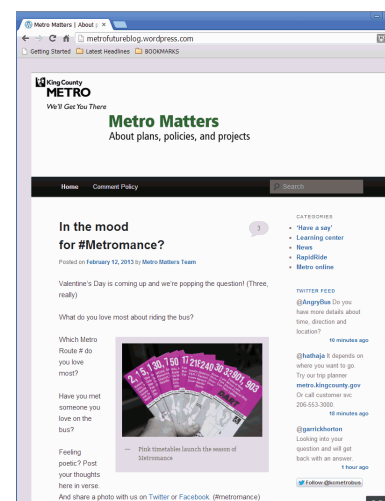 Metro Matters | About p
metrofutureblog.wordpress.com
Getting Started Latest Headlines BOOKMARKS
King County
METRO
We'll Get You There
Metro Matters
About plans, policies, and projects
Home Comment Policy Search
In the mood
for #Metromance?
3
Posted on February 12, 2013 by Metro Matters Team
Valentine's Day is coming up and we're popping the question! (Three,
really)
What do you love most about riding the bus?
Which Metro
Route # do
you love
most?
Have you met
someone you
love on the
bus?
Feeling
poetic? Post
your thoughts
here in verse.
— Pink timetables launch the season of
Metromance
And share a photo with us on Twitter or Facebook (#metromance)
CATEGORIES
'Have a say'
Learning center
News
RapidRide
Metro online
TWITTER FEED
@AngryBus Do you
have more details about
time, direction and
location?
10 minutes ago
@hathaja It depends on
where you want to go.
Try our trip planner
metro.kingcounty.gov
Or call customer svc
206-553-3000.
18 minutes ago
@garrickhorton
Looking into your
question and will get
back with an answer.
1 hour ago
Follow @kcmetrobus